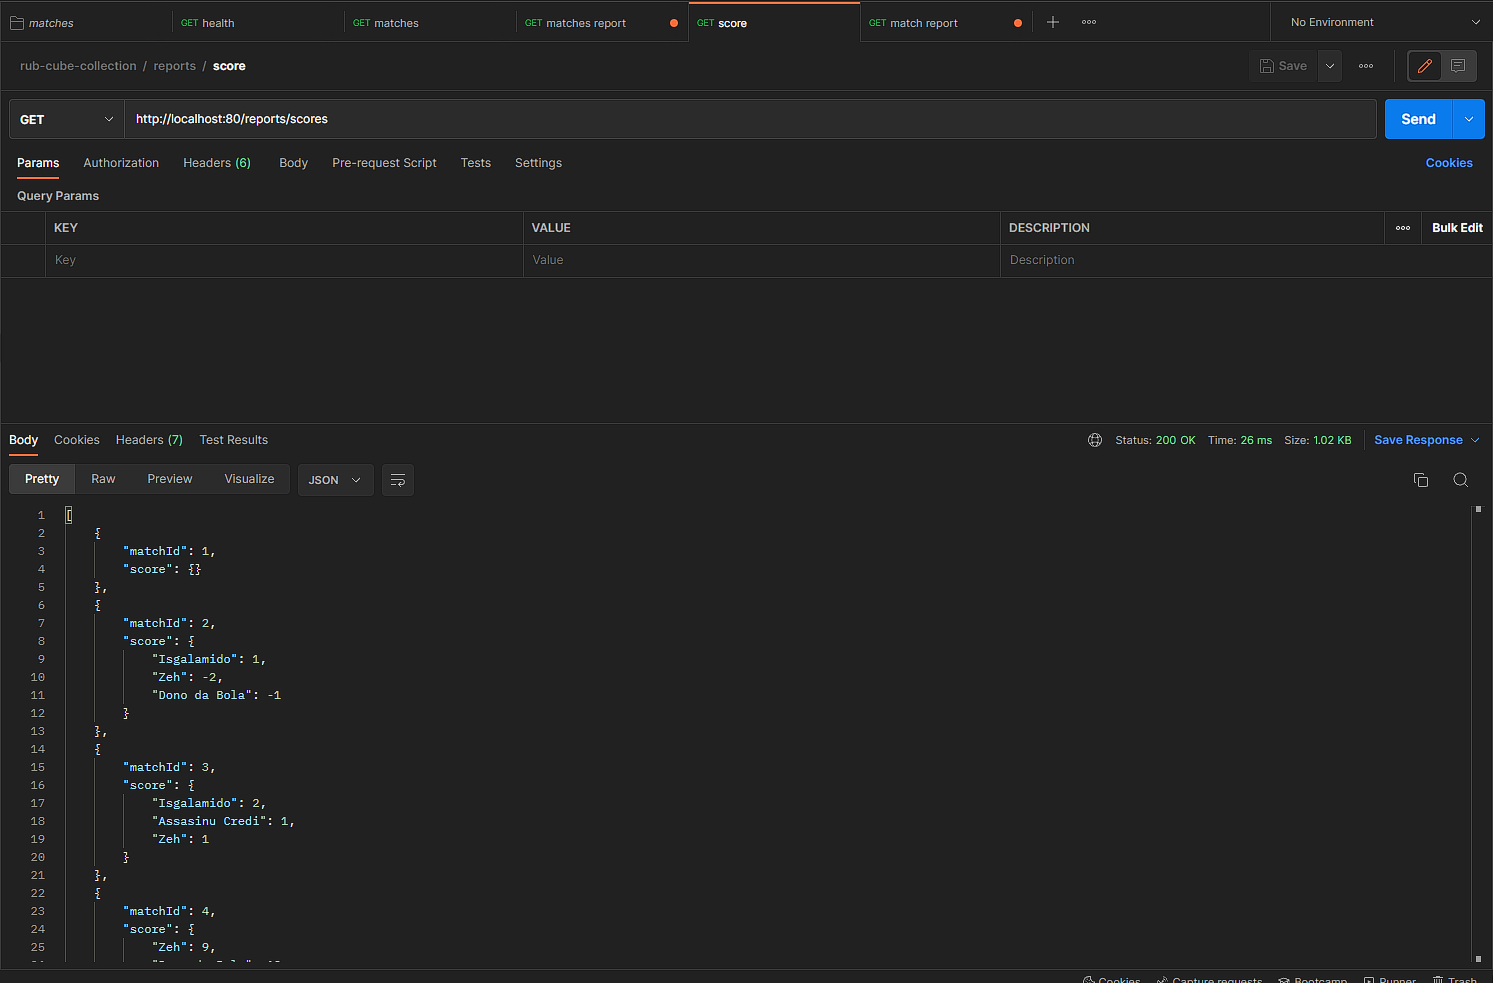 matches GET health GET matches GET matches report GET score GET match report No Environment
rub-cube-collection / reports / score Save
GET http://localhost:80/reports/scores Send
Params Authorization Headers (6) Body Pre-request Script Tests Settings Cookies
Query Params
KEY VALUE DESCRIPTION Bulk Edit
Key Value Description
Body Cookies Headers (7) Test Results Status: 200 OK Time: 26 ms Size: 1.02 KB Save Response
Pretty Raw Preview Visualize JSON
1 [
2 {
3 "matchId": 1,
4 "score": {}
5 },
6 {
7 "matchId": 2,
8 "score": {
9 "Isgalamido": 1,
10 "Zeh": -2,
11 "Dono da Bola": -1
12 }
13 },
14 {
15 "matchId": 3,
16 "score": {
17 "Isgalamido": 2,
18 "Assasinu Credi": 1,
19 "Zeh": 1
20 }
21 },
22 {
23 "matchId": 4,
24 "score": {
25 "Zeh": 9,
Cookies Capture requests Bootcamp Runner Trash